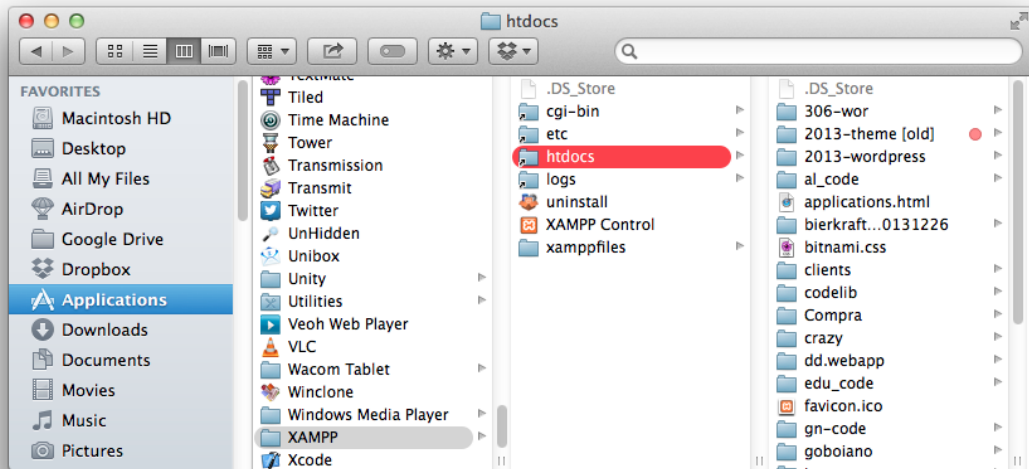 htdocs
FAVORITES
Macintosh HD
Desktop
All My Files
AirDrop
Google Drive
Dropbox
Applications
Downloads
Documents
Movies
Music
Pictures
TextMate
Tiled
Time Machine
Tower
Transmission
Transmit
Twitter
UnHidden
Unibox
Unity
Utilities
Veoh Web Player
VLC
Wacom Tablet
Winclone
Windows Media Player
XAMPP
Xcode
.DS_Store
cgi-bin
etc
htdocs
logs
uninstall
XAMPP Control
xamppfiles
.DS_Store
306-wor
2013-theme [old]
2013-wordpress
al_code
applications.html
bierkraft...0131226
bitnami.css
clients
codelib
Compra
crazy
dd.webapp
edu_code
favicon.ico
gn-code
goboiano